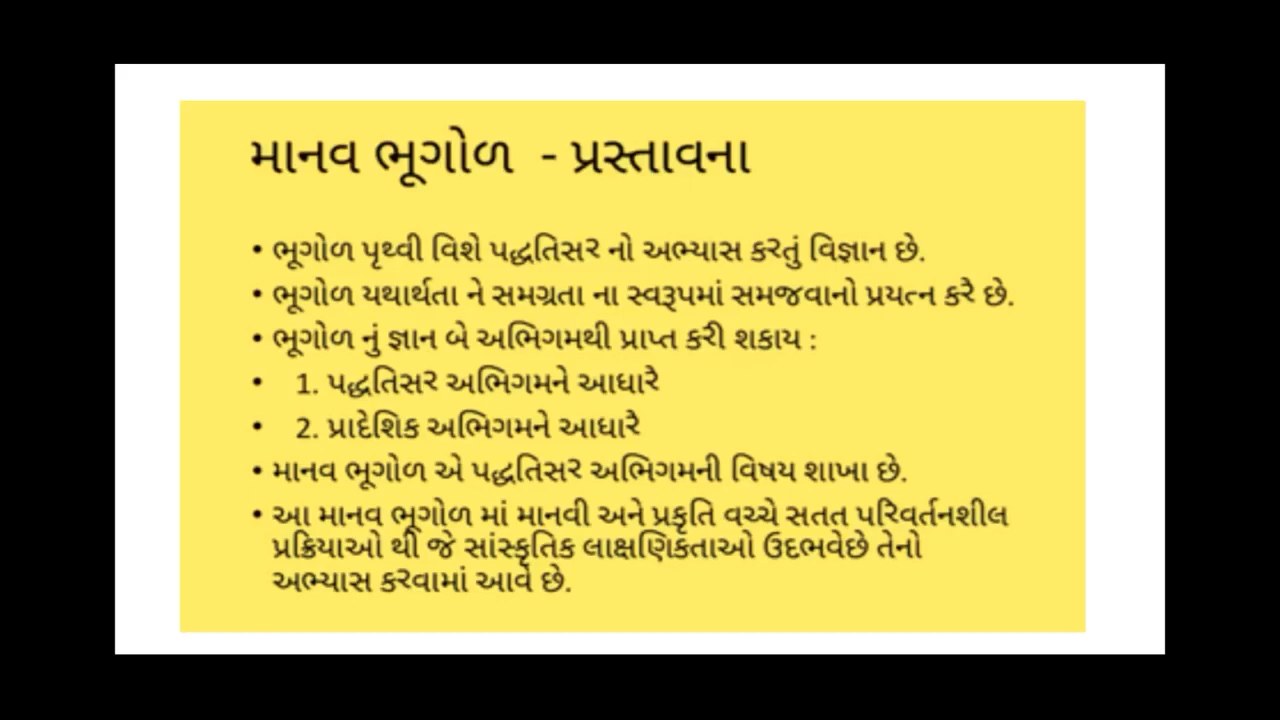 માનવ ભૂગોળ - પ્રસ્તાવના
• ભૂગોળ પૃથ્વી વિશે પદ્ધતિસર નો અભ્યાસ કરતું વિજ્ઞાન છે.
• ભૂગોળ યથાર્થતા ને સમગ્રતા ના સ્વરૂપમાં સમજવાનો પ્રયત્ન કરે છે.
• ભૂગોળ નું જ્ઞાન બે અભિગમથી પ્રાપ્ત કરી શકાય :
• 1. પદ્ધતિસર અભિગમને આધારે
• 2. પ્રાદેશિક અભિગમને આધારે
• માનવ ભૂગોળ એ પદ્ધતિસર અભિગમની વિષય શાખા છે.
• આ માનવ ભૂગોળ માં માનવી અને પ્રકૃતિ વચ્ચે સતત પરિવર્તનશીલ
પ્રક્રિયાઓ થી જે સાંસ્કૃતિક લાક્ષણિકતાઓ ઉદભવેછે તેનો
અભ્યાસ કરવામાં આવે છે.